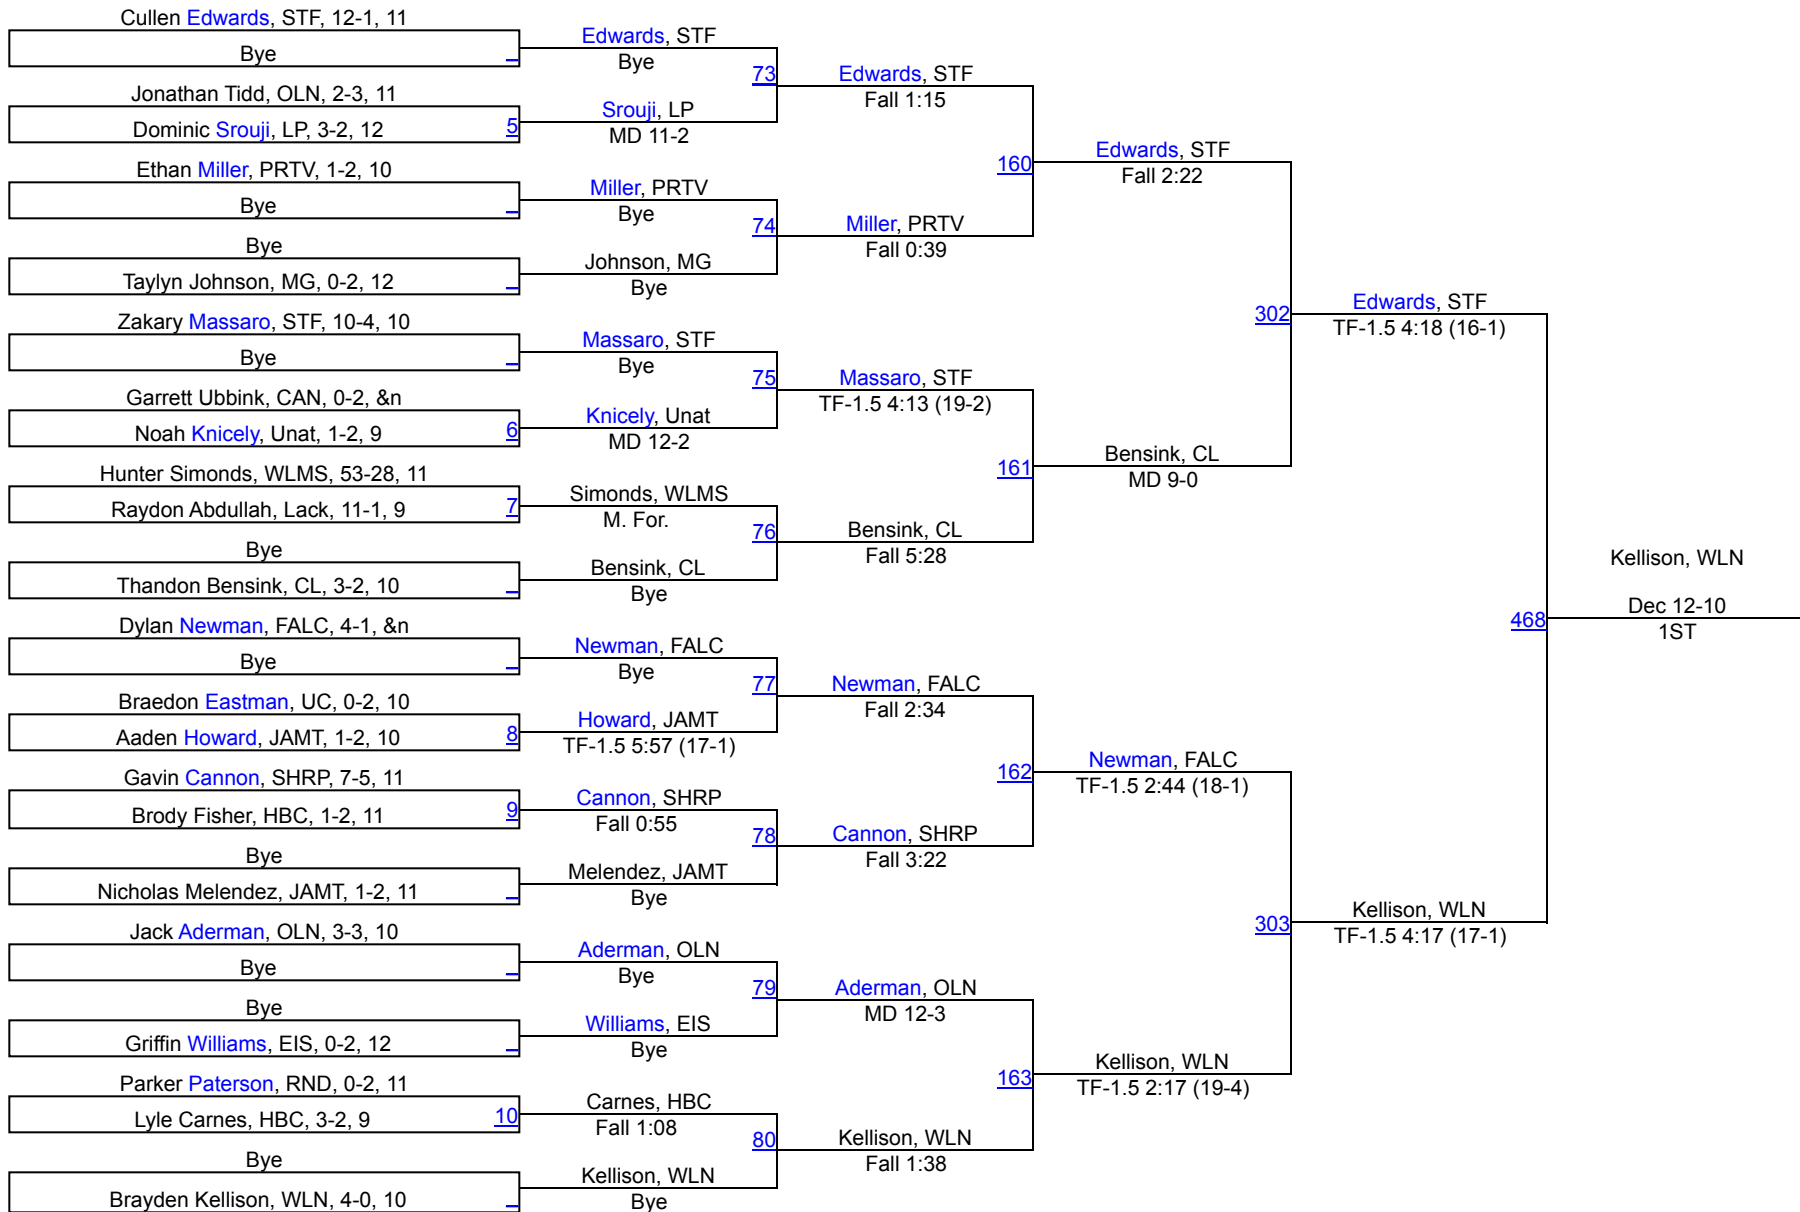 Cullen Edwards, STF, 12-1, 11
Bye
Jonathan Tidd, OLN, 2-3, 11
Dominic Srouji, LP, 3-2, 12
5
Ethan Miller, PRTV, 1-2, 10
Bye
Bye
Taylyn Johnson, MG, 0-2, 12
Zakary Massaro, STF, 10-4, 10
Bye
Garrett Ubbink, CAN, 0-2, &n
Noah Knicely, Unat, 1-2, 9
6
Hunter Simonds, WLMS, 53-28, 11
Raydon Abdullah, Lack, 11-1, 9
7
Bye
Thandon Bensink, CL, 3-2, 10
Dylan Newman, FALC, 4-1, &n
Bye
Braedon Eastman, UC, 0-2, 10
Aaden Howard, JAMT, 1-2, 10
8
Gavin Cannon, SHRP, 7-5, 11
Brody Fisher, HBC, 1-2, 11
9
Bye
Nicholas Melendez, JAMT, 1-2, 11
Jack Aderman, OLN, 3-3, 10
Bye
Bye
Griffin Williams, EIS, 0-2, 12
Parker Paterson, RND, 0-2, 11
Lyle Carnes, HBC, 3-2, 9
10
Bye
Brayden Kellison, WLN, 4-0, 10
Edwards, STF
Bye
73
Srouji, LP
MD 11-2
Miller, PRTV
Bye
74
Johnson, MG
Bye
Massaro, STF
Bye
75
Knicely, Unat
MD 12-2
Simonds, WLMS
M. For.
76
Bensink, CL
Bye
Newman, FALC
Bye
77
Howard, JAMT
TF-1.5 5:57 (17-1)
Cannon, SHRP
Fall 0:55
78
Melendez, JAMT
Bye
Aderman, OLN
Bye
79
Williams, EIS
Bye
Carnes, HBC
Fall 1:08
80
Kellison, WLN
Bye
Edwards, STF
Fall 1:15
160
Miller, PRTV
Fall 0:39
Massaro, STF
TF-1.5 4:13 (19-2)
161
Bensink, CL
Fall 5:28
Newman, FALC
Fall 2:34
162
Cannon, SHRP
Fall 3:22
Aderman, OLN
MD 12-3
163
Kellison, WLN
Fall 1:38
Edwards, STF
Fall 2:22
302
Bensink, CL
MD 9-0
Newman, FALC
TF-1.5 2:44 (18-1)
303
Kellison, WLN
TF-1.5 2:17 (19-4)
Edwards, STF
TF-1.5 4:18 (16-1)
468
Kellison, WLN
TF-1.5 4:17 (17-1)
Kellison, WLN
Dec 12-10
1ST